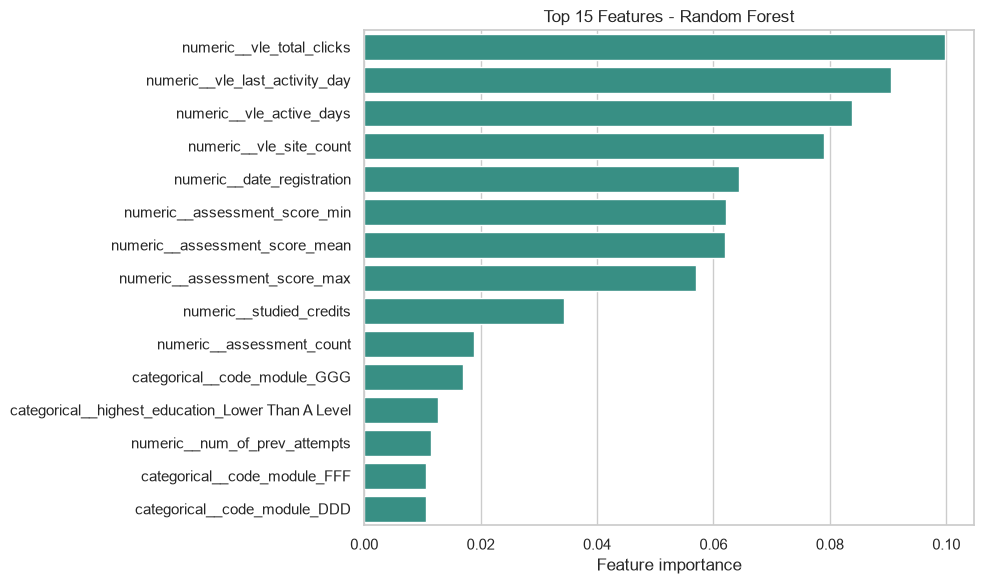 Top 15 Features - Random Forest
numeric__vle_total_clicks
numeric__vle_last_activity_day
numeric__vle_active_days
numeric__vle_site_count
numeric__date_registration
numeric__assessment_score_min
numeric__assessment_score_mean
numeric__assessment_score_max
numeric__studied_credits
numeric__assessment_count
categorical__code_module_GGG
categorical__highest_education_Lower Than A Level
numeric__num_of_prev_attempts
categorical__code_module_FFF
categorical__code_module_DDD
0.00 0.02 0.04 0.06 0.08 0.10
Feature importance